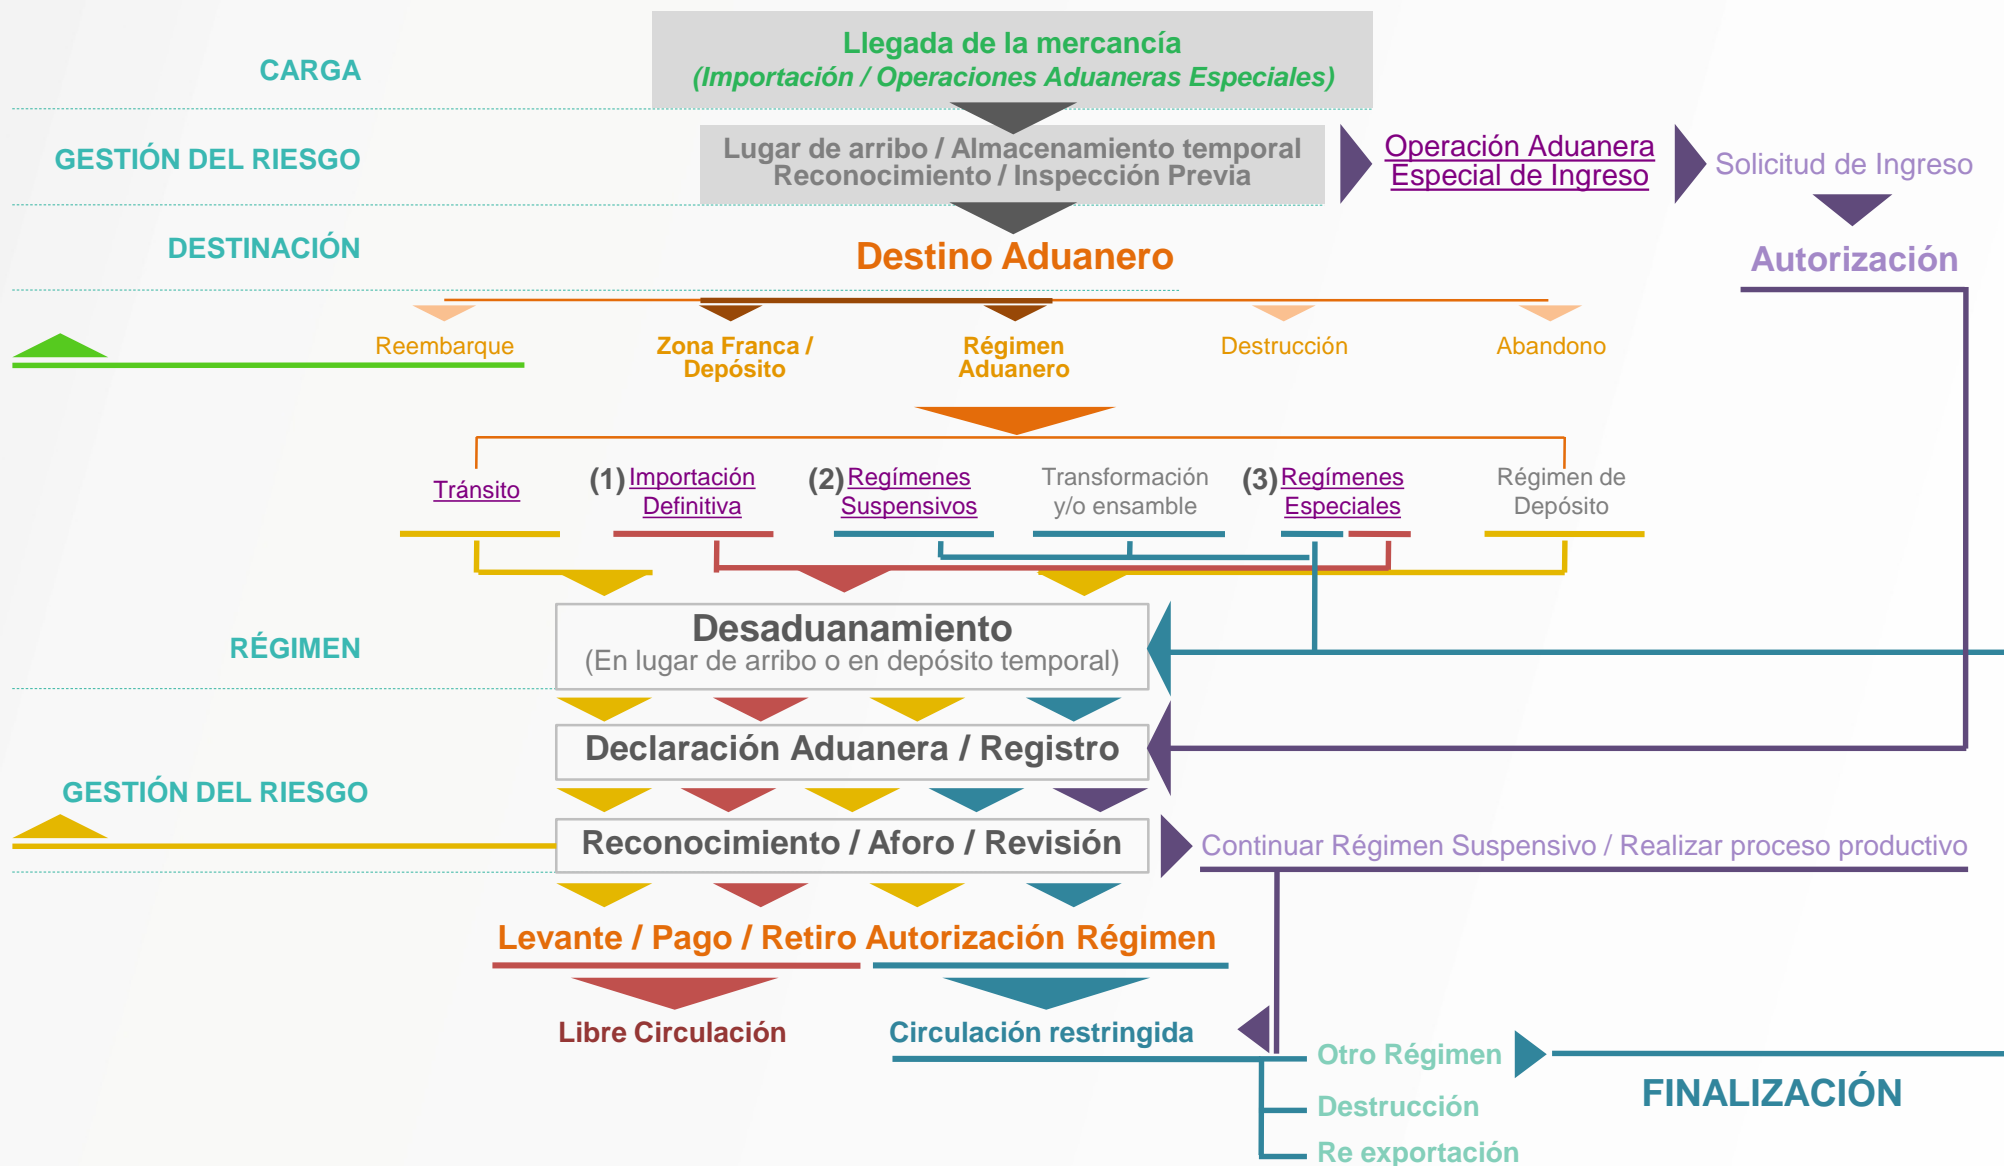 CARGA
Llegada de la mercancía
(Importación / Operaciones Aduaneras Especiales)
GESTIÓN DEL RIESGO
Lugar de arribo / Almacenamiento temporal
Reconocimiento / Inspección Previa
Operación Aduanera
Especial de Ingreso
Solicitud de Ingreso
DESTINACIÓN
Destino Aduanero
Autorización
Reembarque
Zona Franca /
Depósito
Régimen
Aduanero
Destrucción
Abandono
Tránsito
(1) Importación
Definitiva
(2) Regímenes
Suspensivos
Transformación
y/o ensamble
(3) Regímenes
Especiales
Régimen de
Depósito
RÉGIMEN
Desaduanamiento
(En lugar de arribo o en depósito temporal)
Declaración Aduanera / Registro
GESTIÓN DEL RIESGO
Reconocimiento / Aforo / Revisión
Continuar Régimen Suspensivo / Realizar proceso productivo
Levante / Pago / Retiro
Autorización Régimen
Libre Circulación
Circulación restringida
Otro Régimen
FINALIZACIÓN
Destrucción
Re exportación